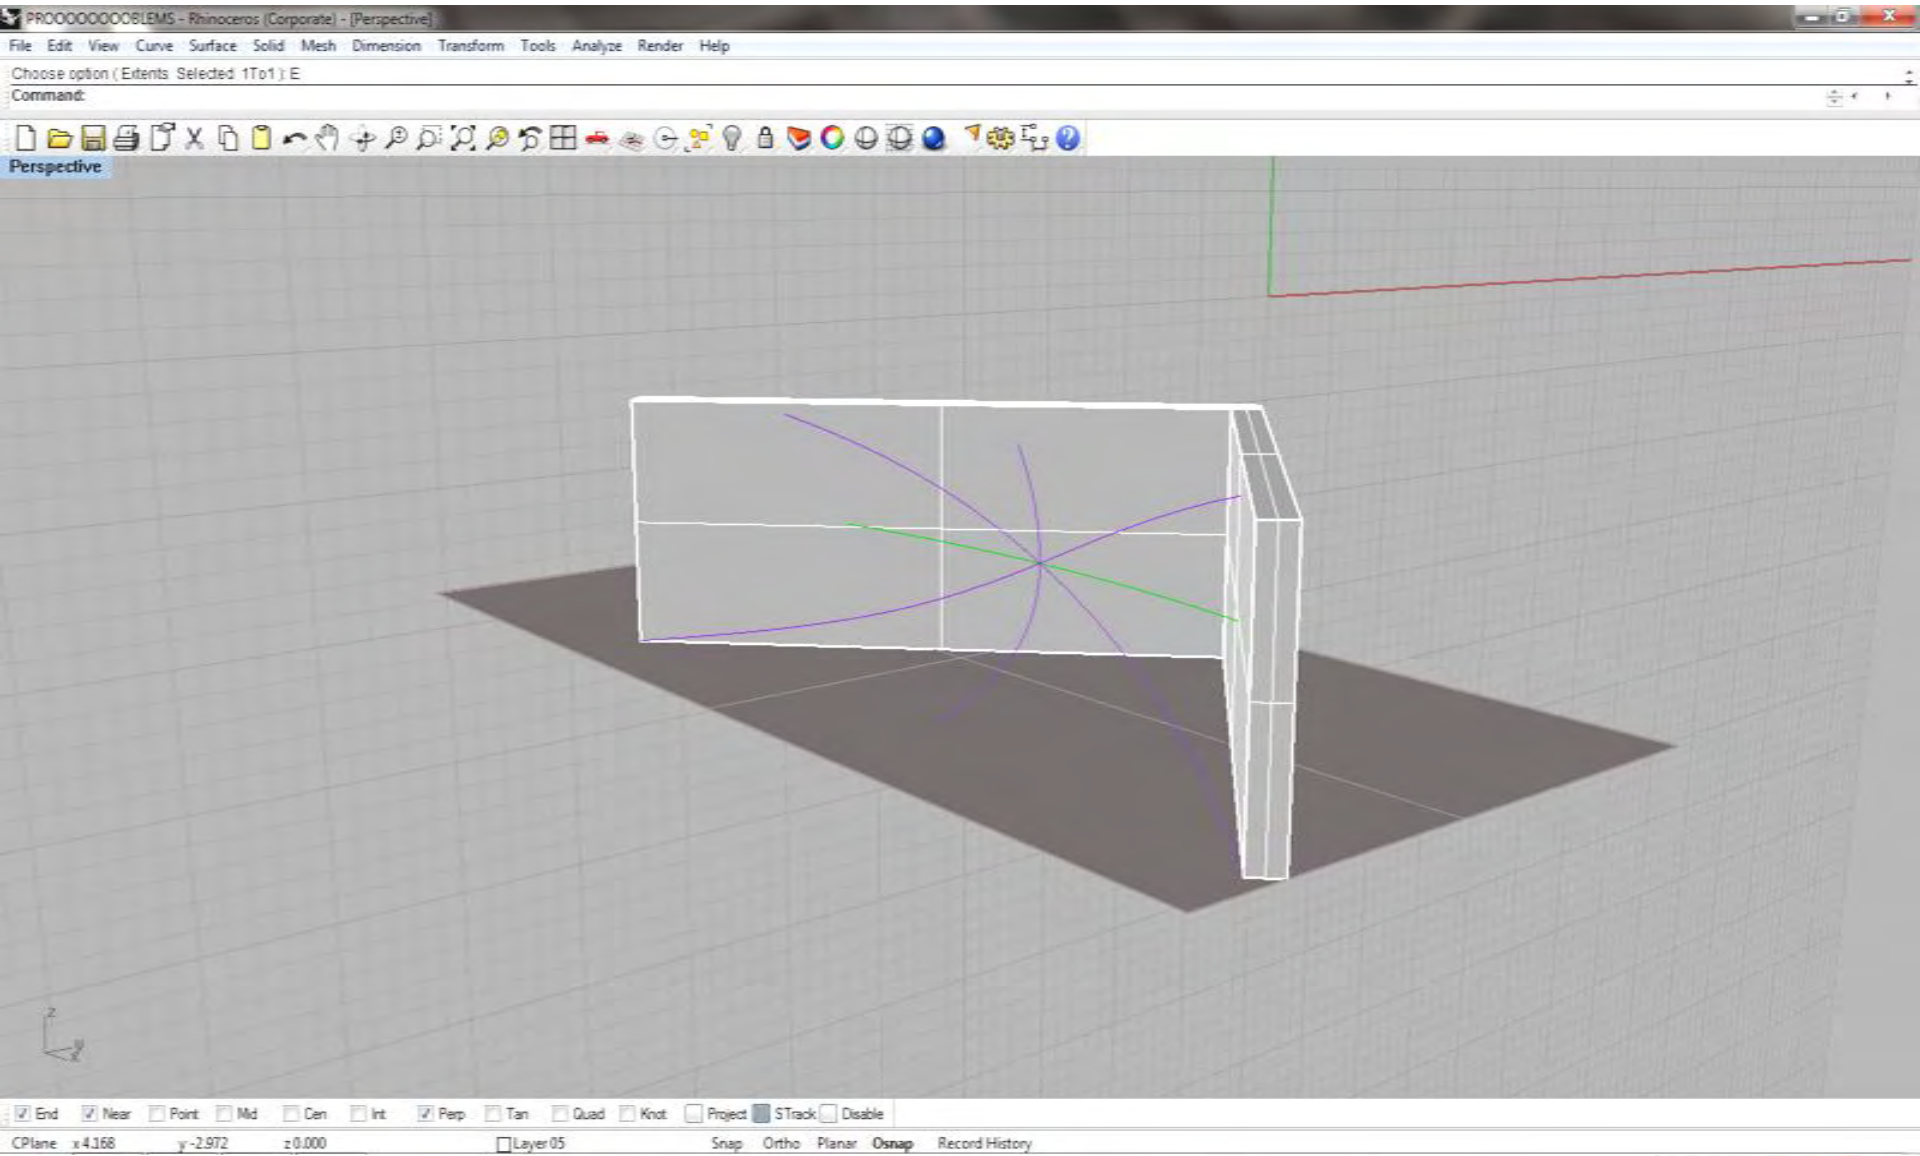 PROOOOOOOOBLEMS - Rhinoceros (Corporate) - [Perspective]
File Edit View Curve Surface Solid Mesh Dimension Transform Tools Analyze Render Help
Choose option ( Extents Selected 1To1 ): E
Command:
Perspective
z
y
x
End Near Point Mid Cen Int Perp Tan Quad Knot Project STrack Disable
CPlane x 4.168 y -2.972 z 0.000 Layer 05 Snap Ortho Planar Osnap Record History